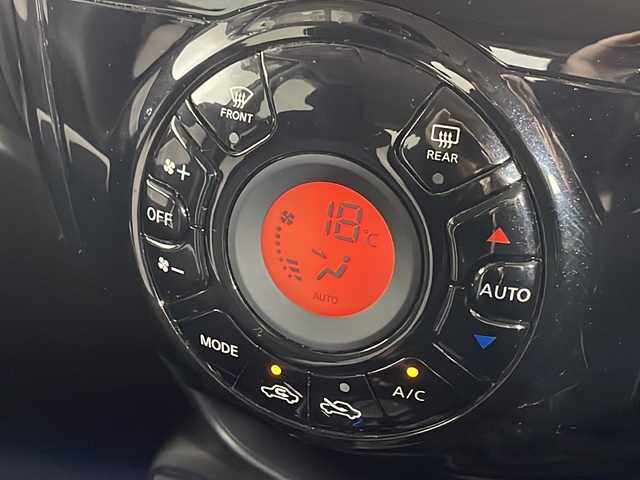 FRONT
REAR
+
OFF
−
18°C
AUTO
AUTO
MODE
A/C